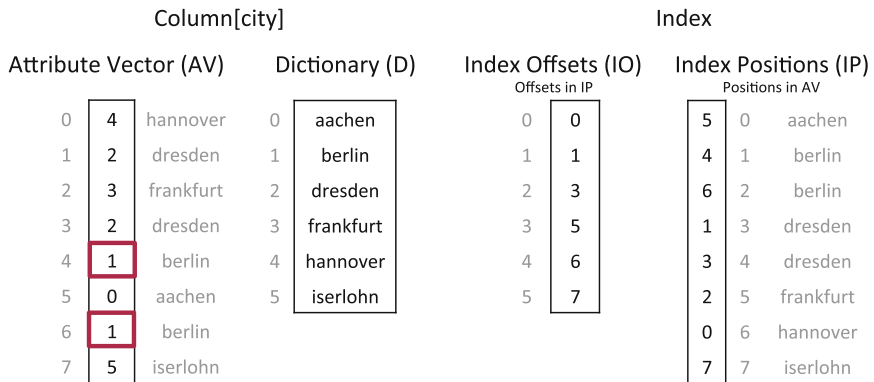 Column[city] Index
Attribute Vector (AV) Dictionary (D) Index Offsets (IO) Index Positions (IP)
Offsets in IP Positions in AV
0 4 hannover 0 aachen 0 0 5 0 aachen
1 2 dresden 1 berlin 1 1 4 1 berlin
2 3 frankfurt 2 dresden 2 3 6 2 berlin
3 2 dresden 3 frankfurt 3 5 1 3 dresden
4 1 berlin 4 hannover 4 6 3 4 dresden
5 0 aachen 5 iserlohn 5 7 2 5 frankfurt
6 1 berlin 0 6 hannover
7 5 iserlohn 7 7 iserlohn